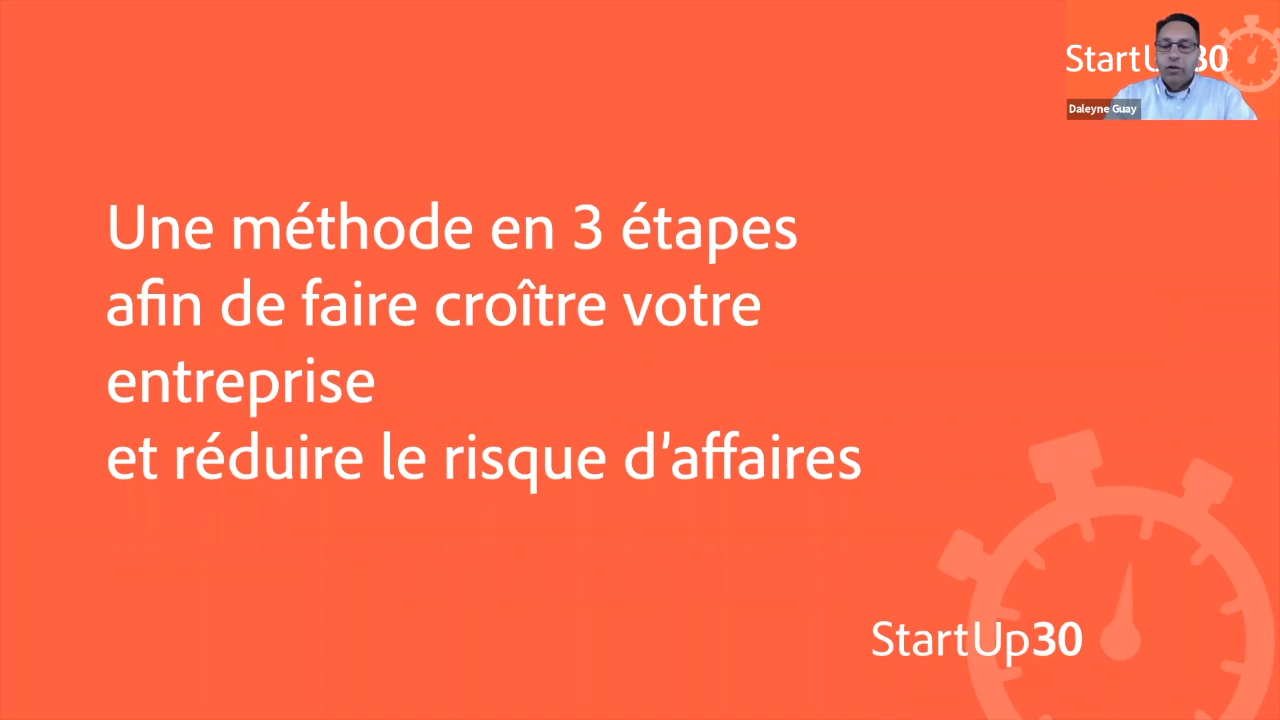 StartUp30
Daleyne Guay
Une méthode en 3 étapes
afin de faire croître votre
entreprise
et réduire le risque d'affaires
StartUp30